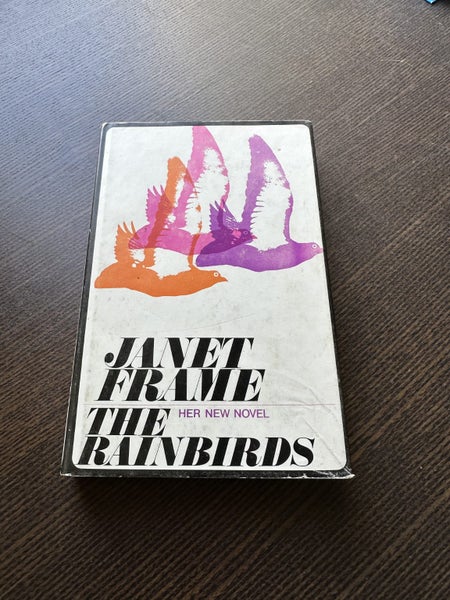 JANET
FRAME
HER NEW NOVEL
THE
RAINBIRDS